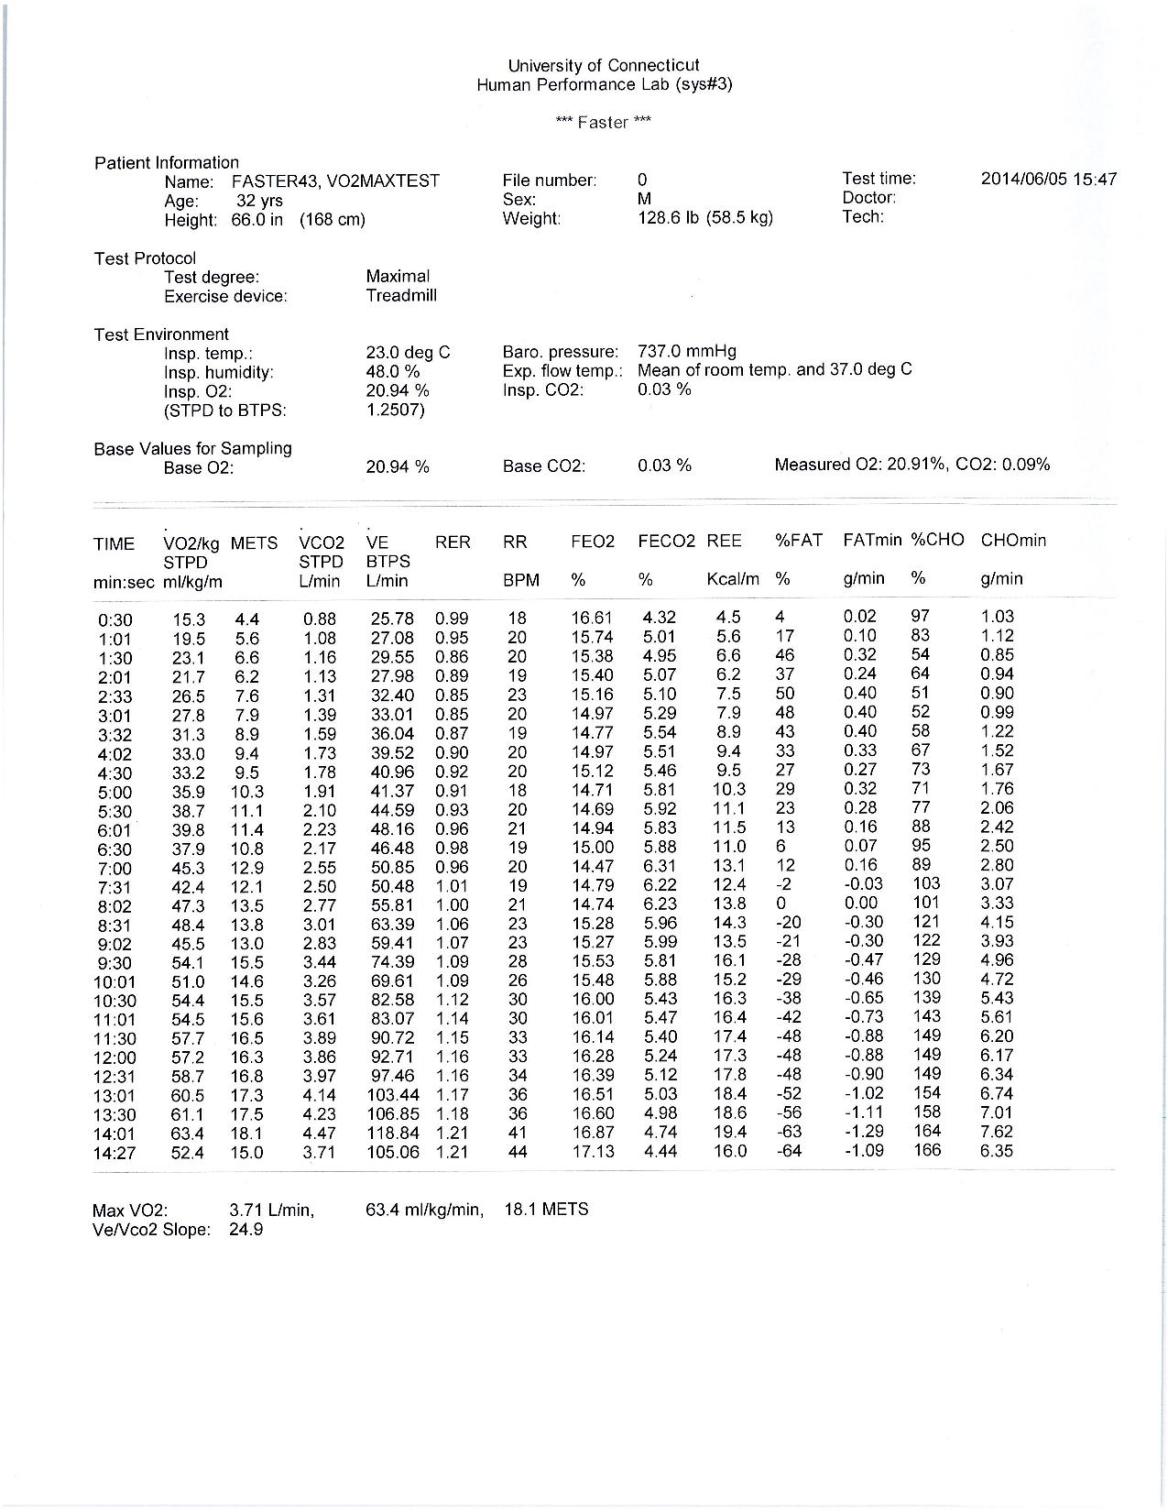 University of Connecticut
Human Performance Lab (sys#3)
*** Faster ***
Patient Information
Name: FASTER43, VO2MAXTEST File number: 0 Test time: 2014/06/05 15:47
Age: 32 yrs Sex: M Doctor:
Height: 66.0 in (168 cm) Weight: 128.6 lb (58.5 kg) Tech:
Test Protocol
Test degree: Maximal
Exercise device: Treadmill
Test Environment
Insp. temp.: 23.0 deg C Baro. pressure: 737.0 mmHg
Insp. humidity: 48.0 % Exp. flow temp.: Mean of room temp. and 37.0 deg C
Insp. O2: 20.94 % Insp. CO2: 0.03 %
(STPD to BTPS: 1.2507)
Base Values for Sampling
Base O2: 20.94 % Base CO2: 0.03 % Measured O2: 20.91%, CO2: 0.09%
TIME V̇O2/kg METS V̇CO2 V̇E RER RR FEO2 FECO2 REE %FAT FATmin %CHO CHOmin
STPD STPD BTPS
min:sec ml/kg/m L/min L/min BPM % % Kcal/m % g/min % g/min
0:30 15.3 4.4 0.88 25.78 0.99 18 16.61 4.32 4.5 4 0.02 97 1.03
1:01 19.5 5.6 1.08 27.08 0.95 20 15.74 5.01 5.6 17 0.10 83 1.12
1:30 23.1 6.6 1.16 29.55 0.86 20 15.38 4.95 6.6 46 0.32 54 0.85
2:01 21.7 6.2 1.13 27.98 0.89 19 15.40 5.07 6.2 37 0.24 64 0.94
2:33 26.5 7.6 1.31 32.40 0.85 23 15.16 5.10 7.5 50 0.40 51 0.90
3:01 27.8 7.9 1.39 33.01 0.85 20 14.97 5.29 7.9 48 0.40 52 0.99
3:32 31.3 8.9 1.59 36.04 0.87 19 14.77 5.54 8.9 43 0.40 58 1.22
4:02 33.0 9.4 1.73 39.52 0.90 20 14.97 5.51 9.4 33 0.33 67 1.52
4:30 33.2 9.5 1.78 40.96 0.92 20 15.12 5.46 9.5 27 0.27 73 1.67
5:00 35.9 10.3 1.91 41.37 0.91 18 14.71 5.81 10.3 29 0.32 71 1.76
5:30 38.7 11.1 2.10 44.59 0.93 20 14.69 5.92 11.1 23 0.28 77 2.06
6:01 39.8 11.4 2.23 48.16 0.96 21 14.94 5.83 11.5 13 0.16 88 2.42
6:30 37.9 10.8 2.17 46.48 0.98 19 15.00 5.88 11.0 6 0.07 95 2.50
7:00 45.3 12.9 2.55 50.85 0.96 20 14.47 6.31 13.1 12 0.16 89 2.80
7:31 42.4 12.1 2.50 50.48 1.01 19 14.79 6.22 12.4 -2 -0.03 103 3.07
8:02 47.3 13.5 2.77 55.81 1.00 21 14.74 6.23 13.8 0 0.00 101 3.33
8:31 48.4 13.8 3.01 63.39 1.06 23 15.28 5.96 14.3 -20 -0.30 121 4.15
9:02 45.5 13.0 2.83 59.41 1.07 23 15.27 5.99 13.5 -21 -0.30 122 3.93
9:30 54.1 15.5 3.44 74.39 1.09 28 15.53 5.81 16.1 -28 -0.47 129 4.96
10:01 51.0 14.6 3.26 69.61 1.09 26 15.48 5.88 15.2 -29 -0.46 130 4.72
10:30 54.4 15.5 3.57 82.58 1.12 30 16.00 5.43 16.3 -38 -0.65 139 5.43
11:01 54.5 15.6 3.61 83.07 1.14 30 16.01 5.47 16.4 -42 -0.73 143 5.61
11:30 57.7 16.5 3.89 90.72 1.15 33 16.14 5.40 17.4 -48 -0.88 149 6.20
12:00 57.2 16.3 3.86 92.71 1.16 33 16.28 5.24 17.3 -48 -0.88 149 6.17
12:31 58.7 16.8 3.97 97.46 1.16 34 16.39 5.12 17.8 -48 -0.90 149 6.34
13:01 60.5 17.3 4.14 103.44 1.17 36 16.51 5.03 18.4 -52 -1.02 154 6.74
13:30 61.1 17.5 4.23 106.85 1.18 36 16.60 4.98 18.6 -56 -1.11 158 7.01
14:01 63.4 18.1 4.47 118.84 1.21 41 16.87 4.74 19.4 -63 -1.29 164 7.62
14:27 52.4 15.0 3.71 105.06 1.21 44 17.13 4.44 16.0 -64 -1.09 166 6.35
Max VO2: 3.71 L/min, 63.4 ml/kg/min, 18.1 METS
Ve/Vco2 Slope: 24.9